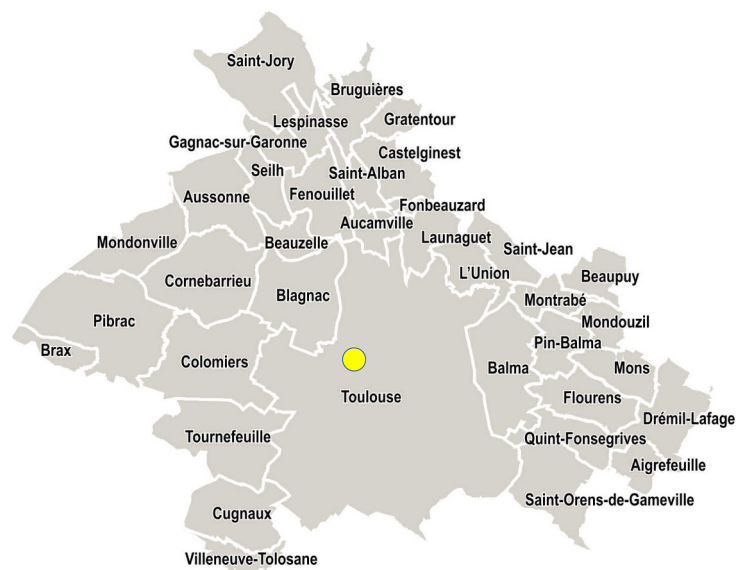 Saint-Jory
Bruguières
Lespinasse
Gratentour
Gagnac-sur-Garonne
Castelginest
Seilh
Saint-Alban
Fenouillet
Aussonne
Fonbeauzard
Aucamville
Launaguet
Mondonville
Beauzelle
Saint-Jean
L'Union
Beaupuy
Cornebarrieu
Blagnac
Montrabé
Pibrac
Mondouzil
Pin-Balma
Brax
Colomiers
Balma
Mons
Toulouse
Flourens
Drémil-Lafage
Tournefeuille
Quint-Fonsegrives
Aigrefeuille
Saint-Orens-de-Gameville
Cugnaux
Villeneuve-Tolosane